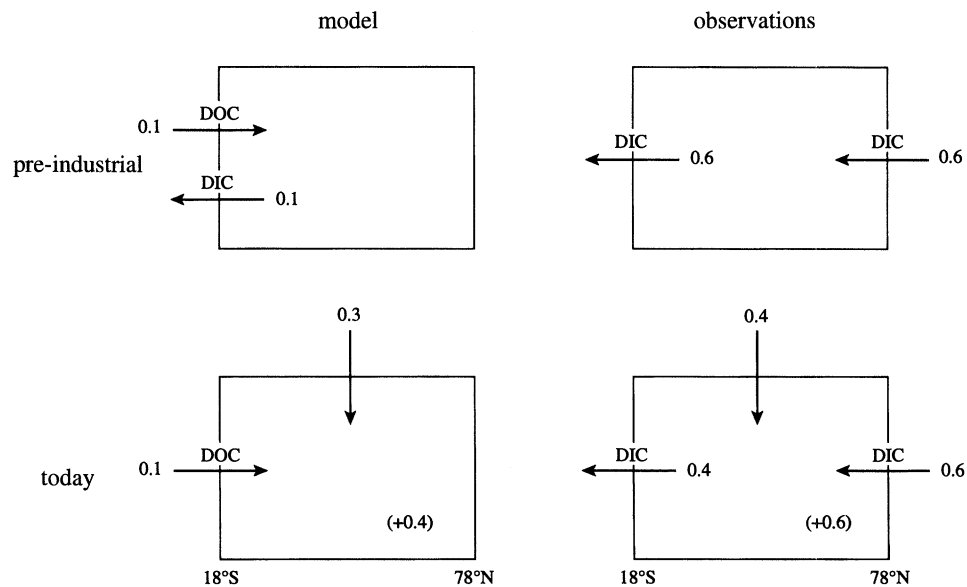 model observations
DOC
0.1
pre-industrial
DIC
0.1
DIC
0.6
DIC
0.6
0.3
0.4
today
0.1
DOC
(+0.4)
DIC
0.4
DIC
0.6
(+0.6)
18°S 78°N 18°S 78°N